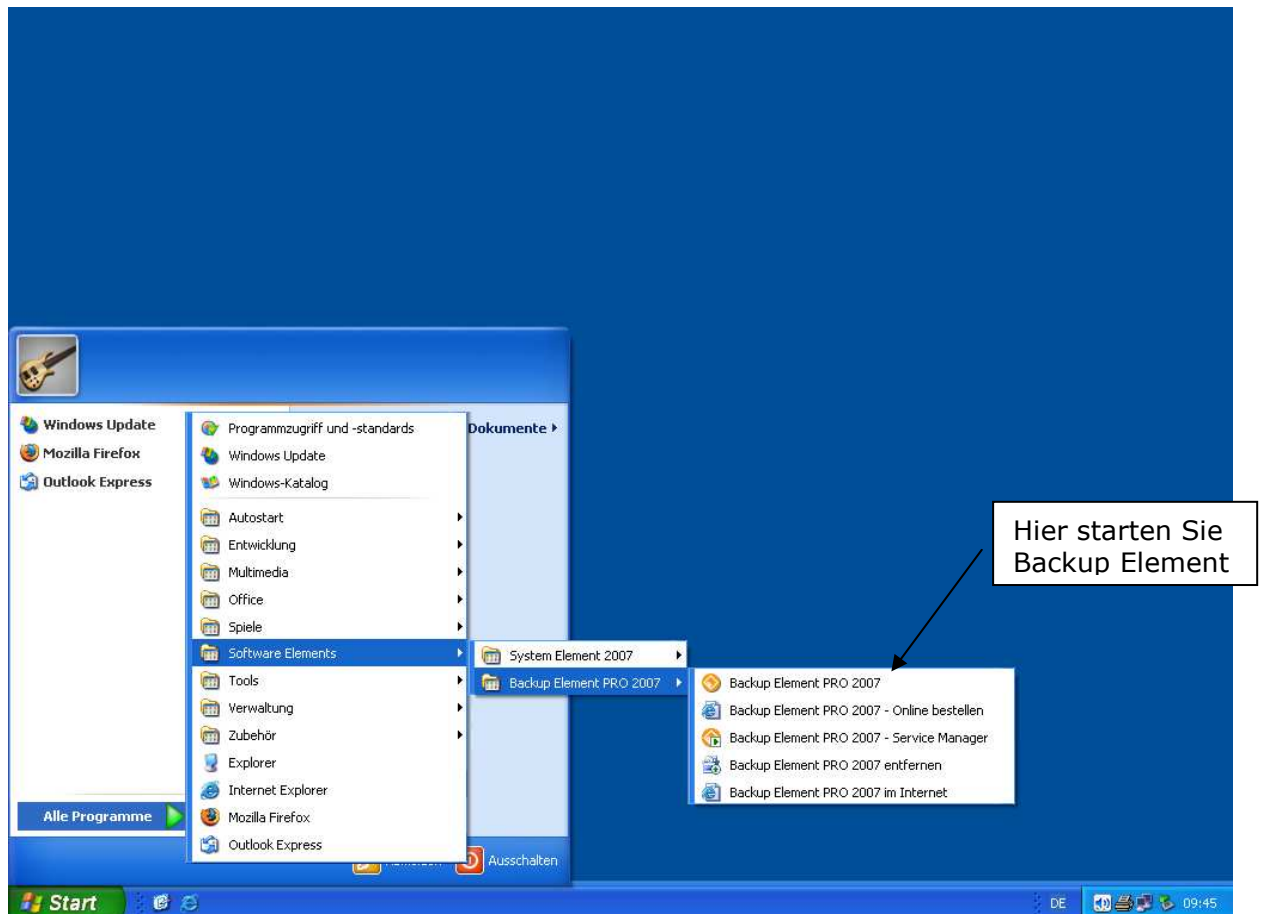 Windows Update
Mozilla Firefox
Outlook Express
Alle Programme
Programmzugriff und -standards
Windows Update
Windows-Katalog
Autostart
Entwicklung
Multimedia
Office
Spiele
Software Elements
Tools
Verwaltung
Zubehör
Explorer
Internet Explorer
Mozilla Firefox
Outlook Express
Dokumente
System Element 2007
Backup Element PRO 2007
Backup Element PRO 2007
Backup Element PRO 2007 - Online bestellen
Backup Element PRO 2007 - Service Manager
Backup Element PRO 2007 entfernen
Backup Element PRO 2007 im Internet
Hier starten Sie
Backup Element
Ausschalten
Start
DE
09:45